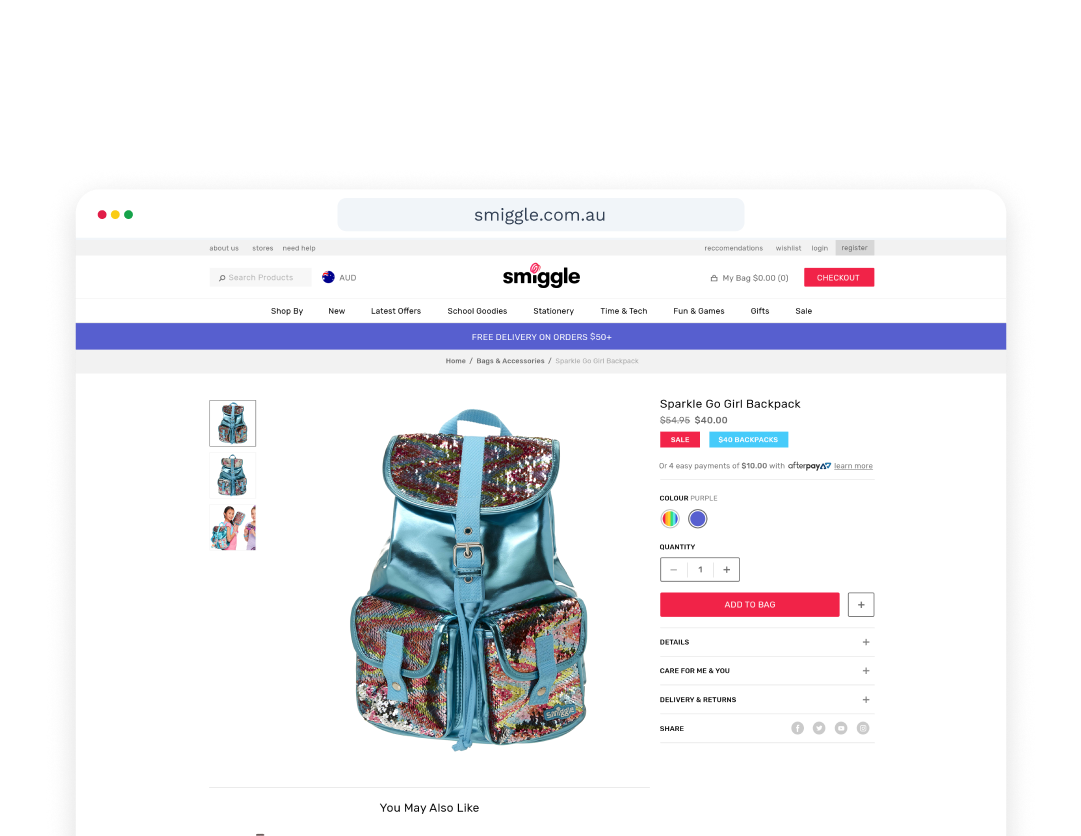 smiggle.com.au
about us stores need help reccomendations wishlist login register
Search Products AUD smiggle My Bag $0.00 (0) CHECKOUT
Shop By New Latest Offers School Goodies Stationery Time & Tech Fun & Games Gifts Sale
FREE DELIVERY ON ORDERS $50+
Home / Bags & Accessories / Sparkle Go Girl Backpack
Sparkle Go Girl Backpack
$54.95 $40.00
SALE $40 BACKPACKS
Or 4 easy payments of $10.00 with afterpay learn more
COLOUR PURPLE
QUANTITY
− 1 +
ADD TO BAG +
DETAILS +
CARE FOR ME & YOU +
DELIVERY & RETURNS +
smiggle
SHARE
You May Also Like